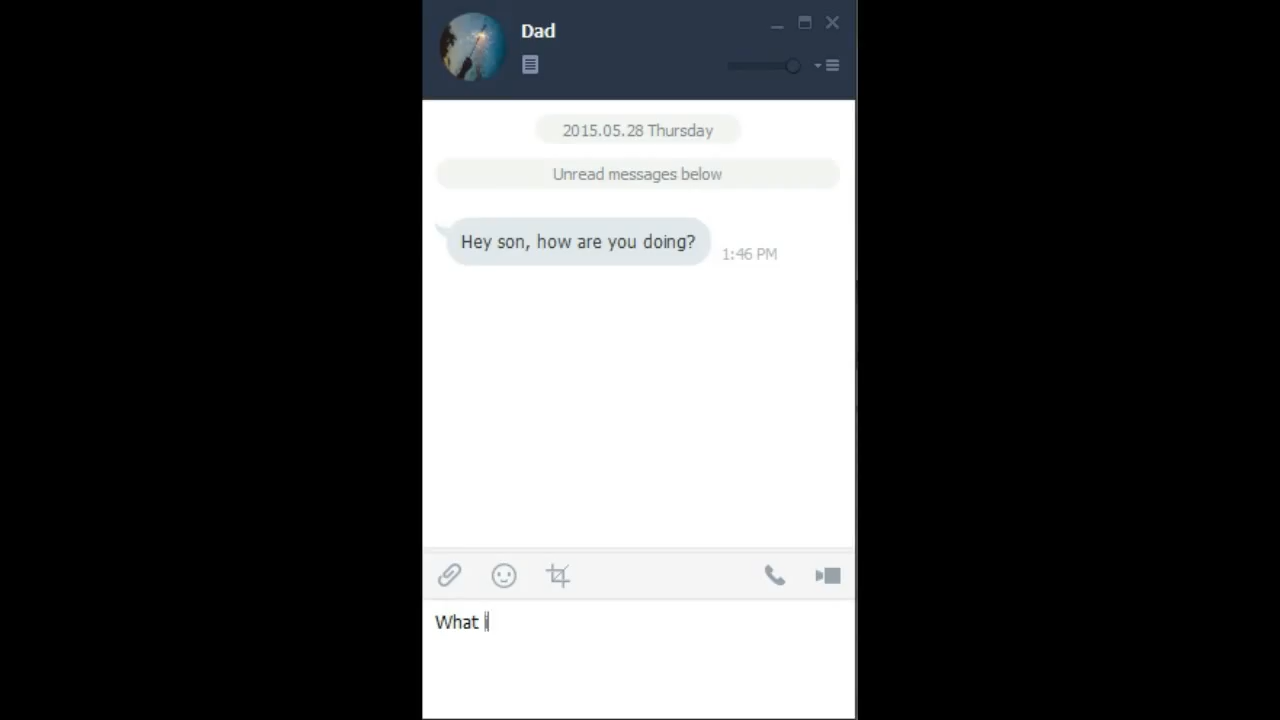 Dad
2015.05.28 Thursday
Unread messages below
Hey son, how are you doing?
1:46 PM
What i